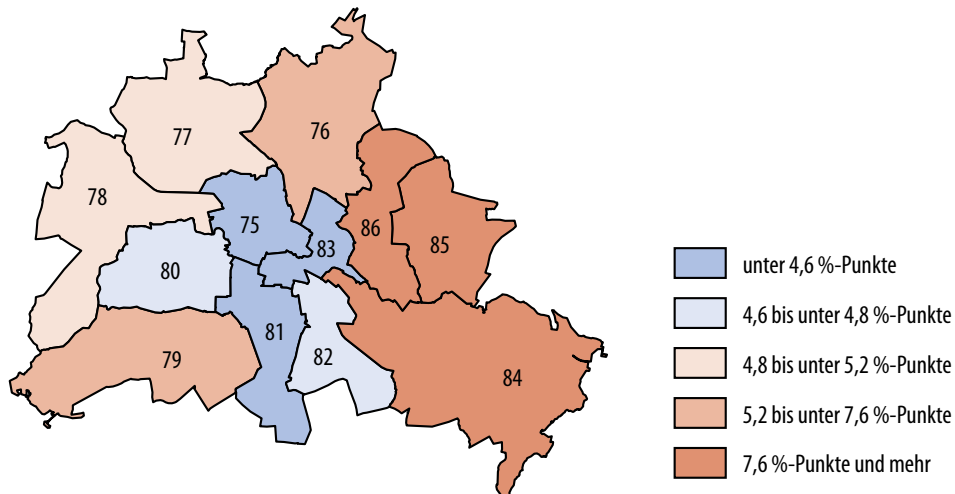 76
77
78
75
86
83
85
80
81
82
79
84
unter 4,6 %-Punkte
4,6 bis unter 4,8 %-Punkte
4,8 bis unter 5,2 %-Punkte
5,2 bis unter 7,6 %-Punkte
7,6 %-Punkte und mehr